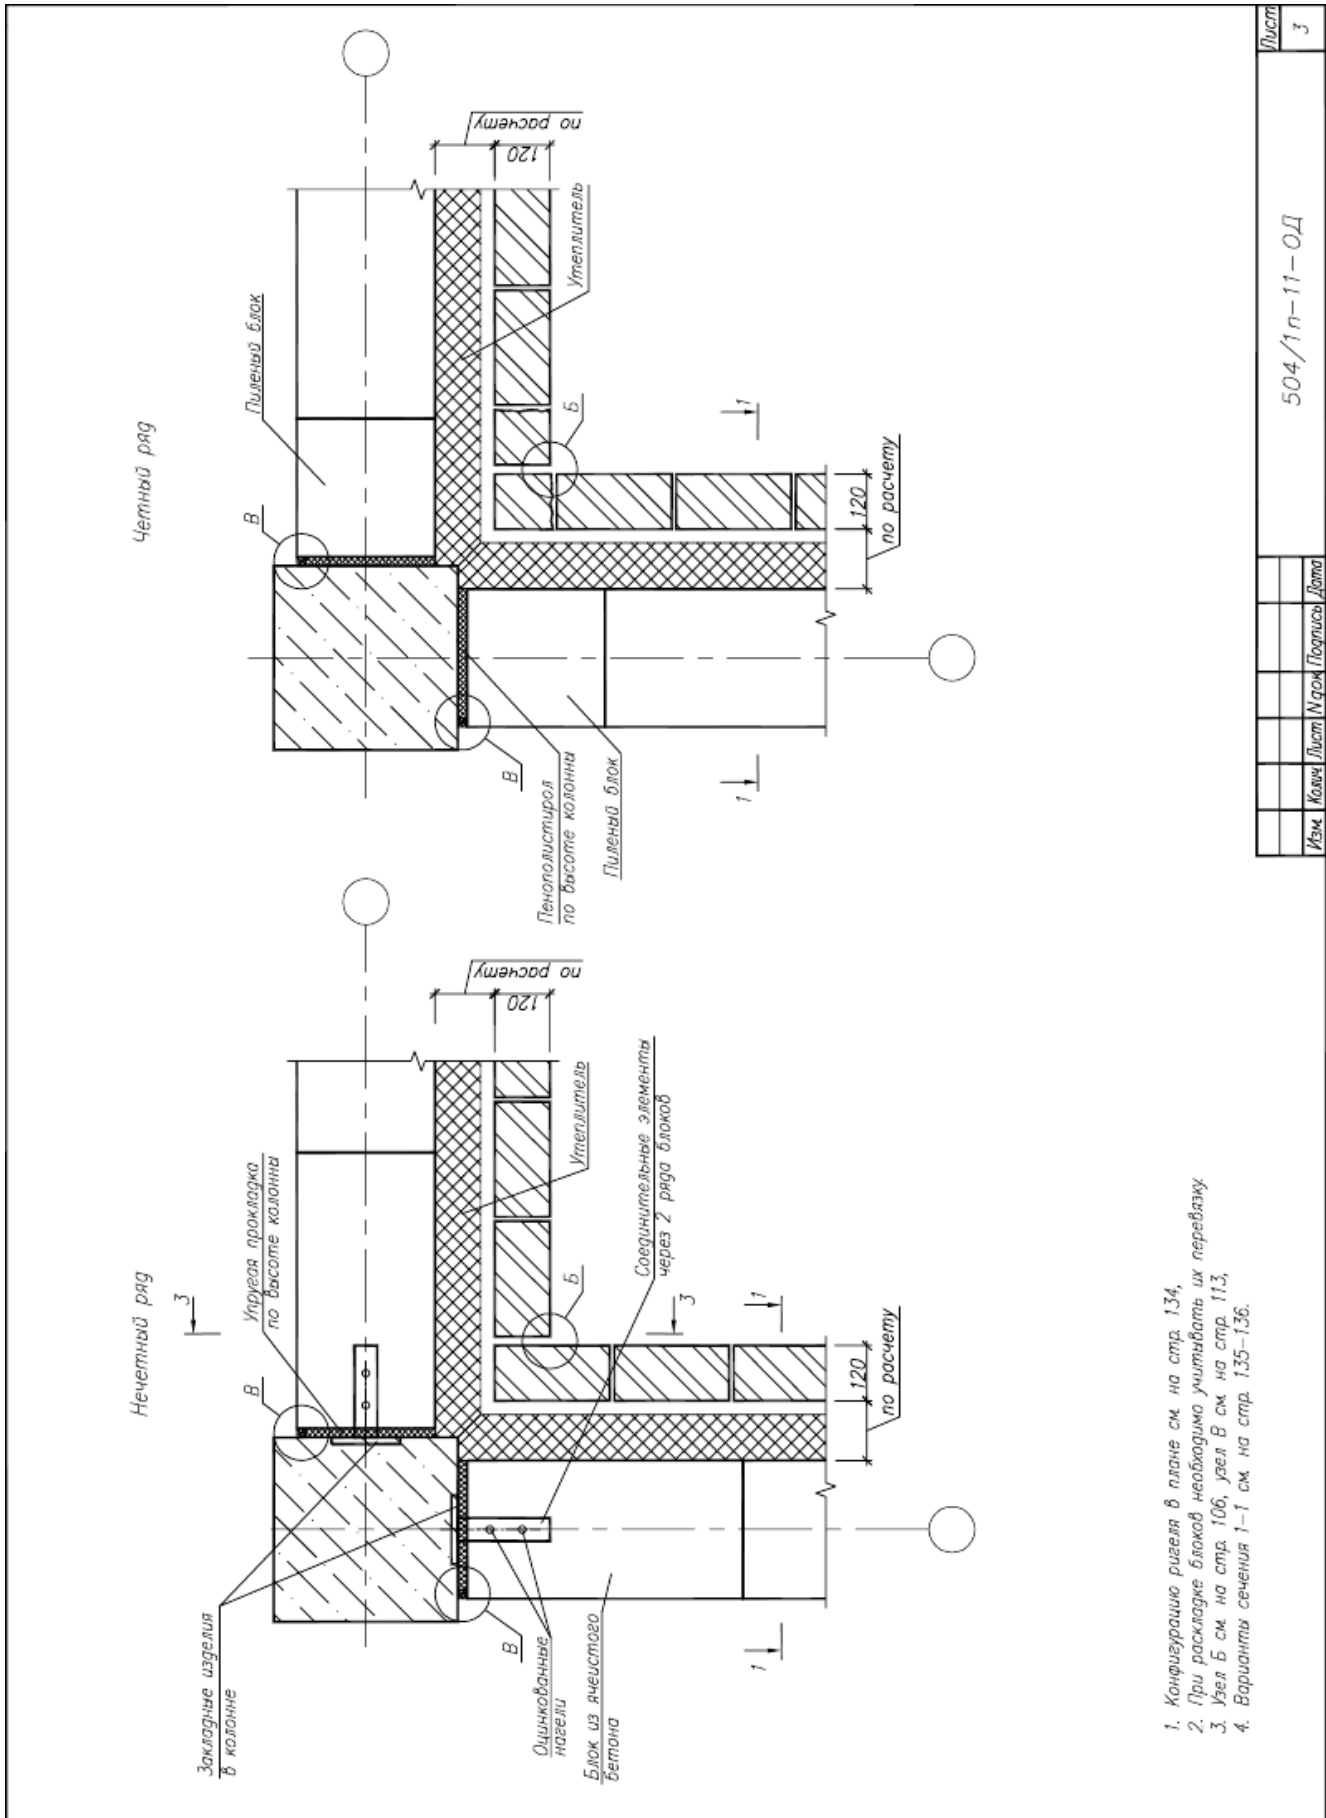 Нечетный ряд
3
Закладные изделия
в колонне
В
Упругая прокладка
по высоте колонны
по расчету
120
В
Оцинкованные
нагели
Блок из ячеистого
бетона
Б
Утеплитель
Соединительные элементы
через 2 ряда блоков
3
1
1
120
по расчету
Четный ряд
В
Пиленый блок
по расчету
120
В
Пенополистирол
по высоте колонны
Пиленый блок
Б
Утеплитель
1
1
120
по расчету
1. Конфигурацию ригеля в плане см. на стр. 134,
2. При раскладке блоков необходимо учитывать их перевязку.
3. Узел Б см. на стр. 106, узел В см. на стр. 113,
4. Варианты сечения 1-1 см. на стр. 135-136.
Изм. Колич Лист Nдок Подпись Дата
504/1п-11-ОД
Лист
3